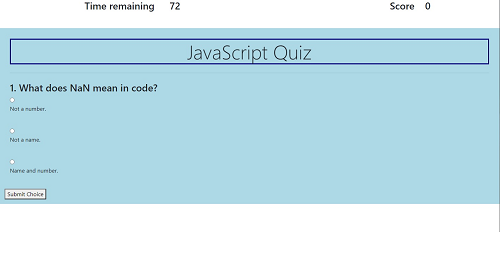 Time remaining 72 Score 0
JavaScript Quiz
1. What does NaN mean in code?
Not a number.
Not a name.
Name and number.
Submit Choice